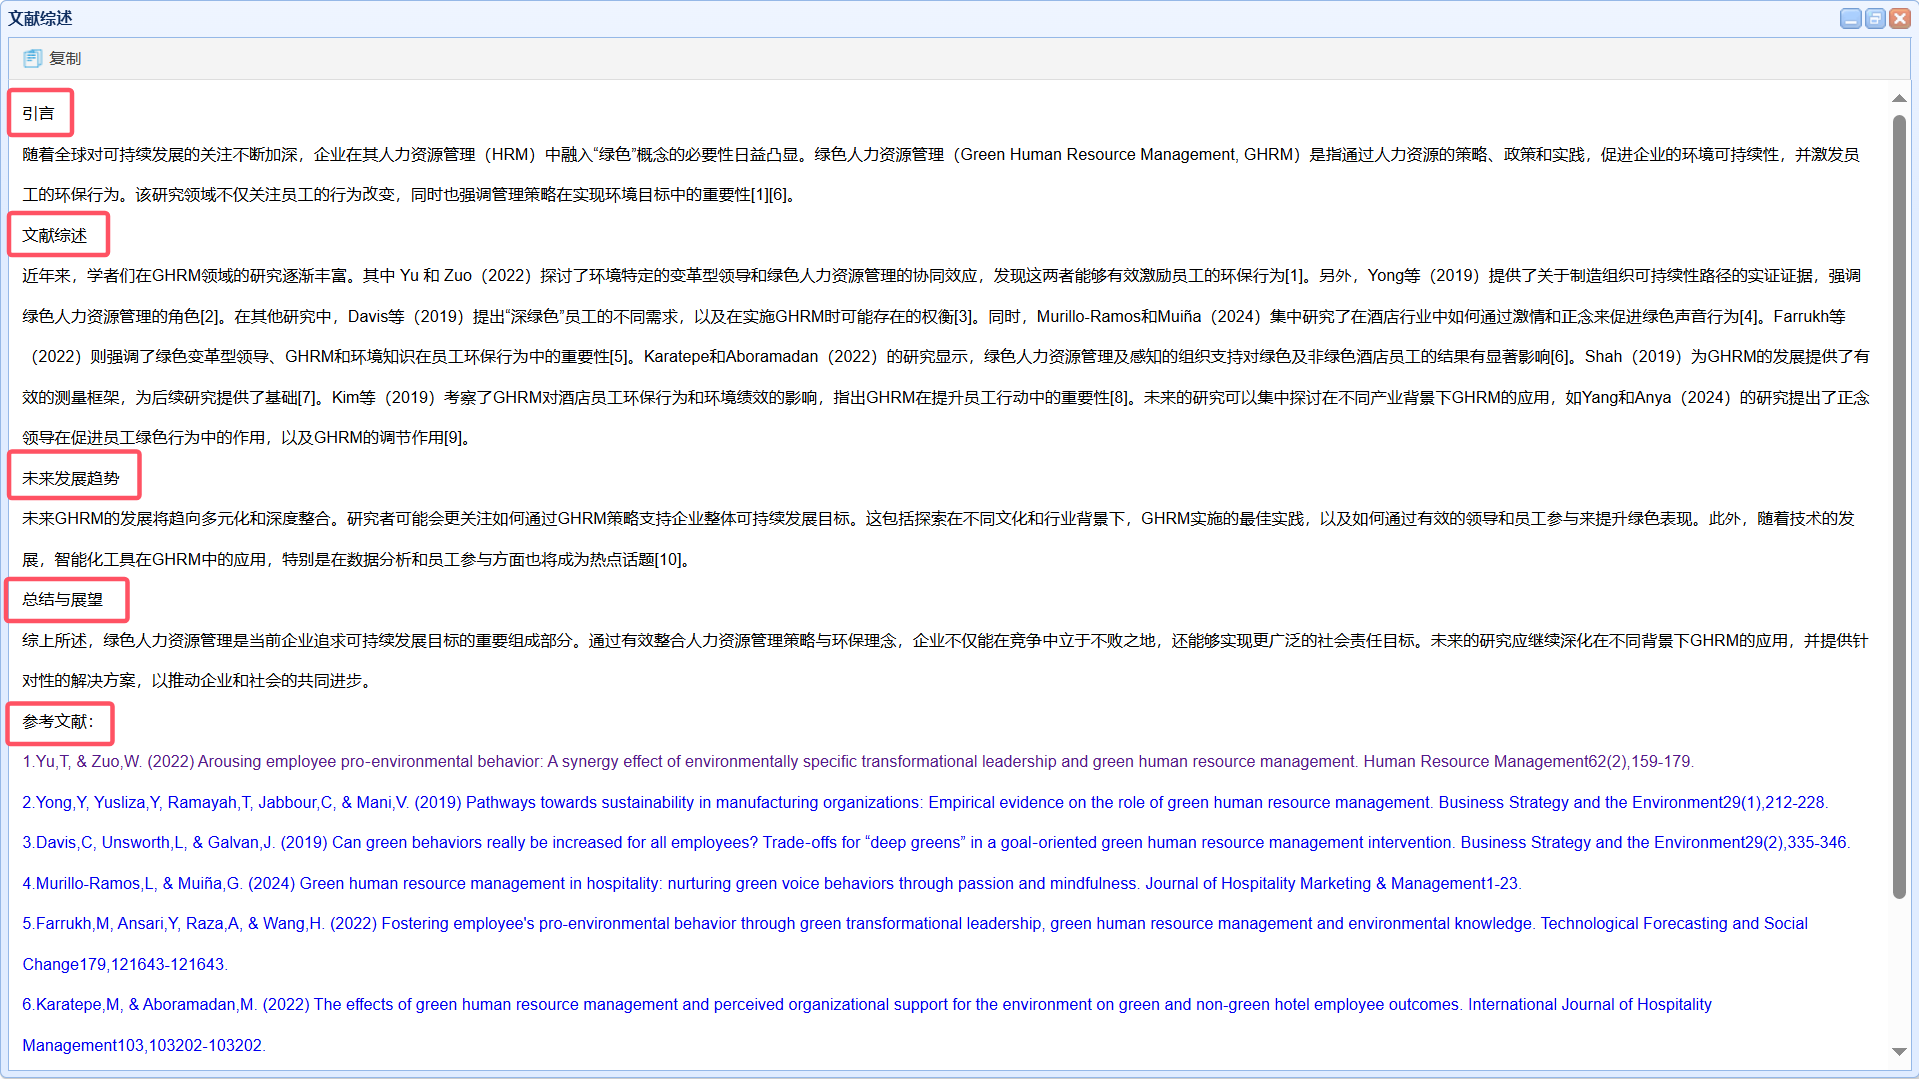 文献综述
复制
引言
随着全球对可持续发展的关注不断加深，企业在其人力资源管理（HRM）中融入“绿色”概念的必要性日益凸显。绿色人力资源管理（Green Human Resource Management, GHRM）是指通过人力资源的策略、政策和实践，促进企业的环境可持续性，并激发员
工的环保行为。该研究领域不仅关注员工的行为改变，同时也强调管理策略在实现环境目标中的重要性[1][6]。
文献综述
近年来，学者们在GHRM领域的研究逐渐丰富。其中 Yu 和 Zuo（2022）探讨了环境特定的变革型领导和绿色人力资源管理的协同效应，发现这两者能够有效激励员工的环保行为[1]。另外，Yong等（2019）提供了关于制造组织可持续性路径的实证证据，强调
绿色人力资源管理的角色[2]。在其他研究中，Davis等（2019）提出“深绿色”员工的不同需求，以及在实施GHRM时可能存在的权衡[3]。同时，Murillo-Ramos和Muiña（2024）集中研究了在酒店行业中如何通过激情和正念来促进绿色声音行为[4]。Farrukh等
（2022）则强调了绿色变革型领导、GHRM和环境知识在员工环保行为中的重要性[5]。Karatepe和Aboramadan（2022）的研究显示，绿色人力资源管理及感知的组织支持对绿色及非绿色酒店员工的结果有显著影响[6]。Shah（2019）为GHRM的发展提供了有
效的测量框架，为后续研究提供了基础[7]。Kim等（2019）考察了GHRM对酒店员工环保行为和环境绩效的影响，指出GHRM在提升员工行动中的重要性[8]。未来的研究可以集中探讨在不同产业背景下GHRM的应用，如Yang和Anya（2024）的研究提出了正念
领导在促进员工绿色行为中的作用，以及GHRM的调节作用[9]。
未来发展趋势
未来GHRM的发展将趋向多元化和深度整合。研究者可能会更关注如何通过GHRM策略支持企业整体可持续发展目标。这包括探索在不同文化和行业背景下，GHRM实施的最佳实践，以及如何通过有效的领导和员工参与来提升绿色表现。此外，随着技术的发
展，智能化工具在GHRM中的应用，特别是在数据分析和员工参与方面也将成为热点话题[10]。
总结与展望
综上所述，绿色人力资源管理是当前企业追求可持续发展目标的重要组成部分。通过有效整合人力资源管理策略与环保理念，企业不仅能在竞争中立于不败之地，还能够实现更广泛的社会责任目标。未来的研究应继续深化在不同背景下GHRM的应用，并提供针
对性的解决方案，以推动企业和社会的共同进步。
参考文献：
1.Yu,T, & Zuo,W. (2022) Arousing employee pro-environmental behavior: A synergy effect of environmentally specific transformational leadership and green human resource management. Human Resource Management62(2),159-179.
2.Yong,Y, Yusliza,Y, Ramayah,T, Jabbour,C, & Mani,V. (2019) Pathways towards sustainability in manufacturing organizations: Empirical evidence on the role of green human resource management. Business Strategy and the Environment29(1),212-228.
3.Davis,C, Unsworth,L, & Galvan,J. (2019) Can green behaviors really be increased for all employees? Trade-offs for “deep greens” in a goal-oriented green human resource management intervention. Business Strategy and the Environment29(2),335-346.
4.Murillo-Ramos,L, & Muiña,G. (2024) Green human resource management in hospitality: nurturing green voice behaviors through passion and mindfulness. Journal of Hospitality Marketing & Management1-23.
5.Farrukh,M, Ansari,Y, Raza,A, & Wang,H. (2022) Fostering employee's pro-environmental behavior through green transformational leadership, green human resource management and environmental knowledge. Technological Forecasting and Social
Change179,121643-121643.
6.Karatepe,M, & Aboramadan,M. (2022) The effects of green human resource management and perceived organizational support for the environment on green and non-green hotel employee outcomes. International Journal of Hospitality
Management103,103202-103202.